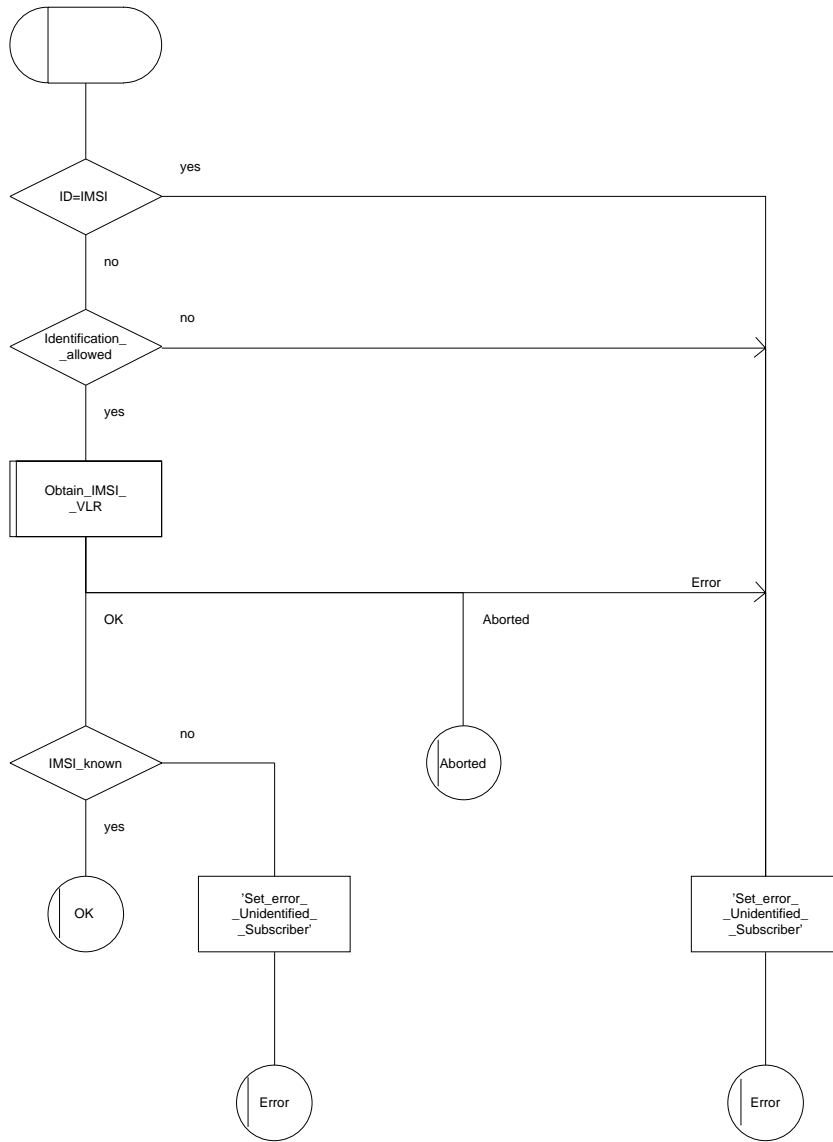 yes
ID=IMSI
no
no
Identification_
_allowed
yes
Obtain_IMSI_
_VLR
Error
OK
Aborted
no
IMSI_known
Aborted
yes
OK
'Set_error_
_Unidentified_
_Subscriber'
'Set_error_
_Unidentified_
_Subscriber'
Error
Error